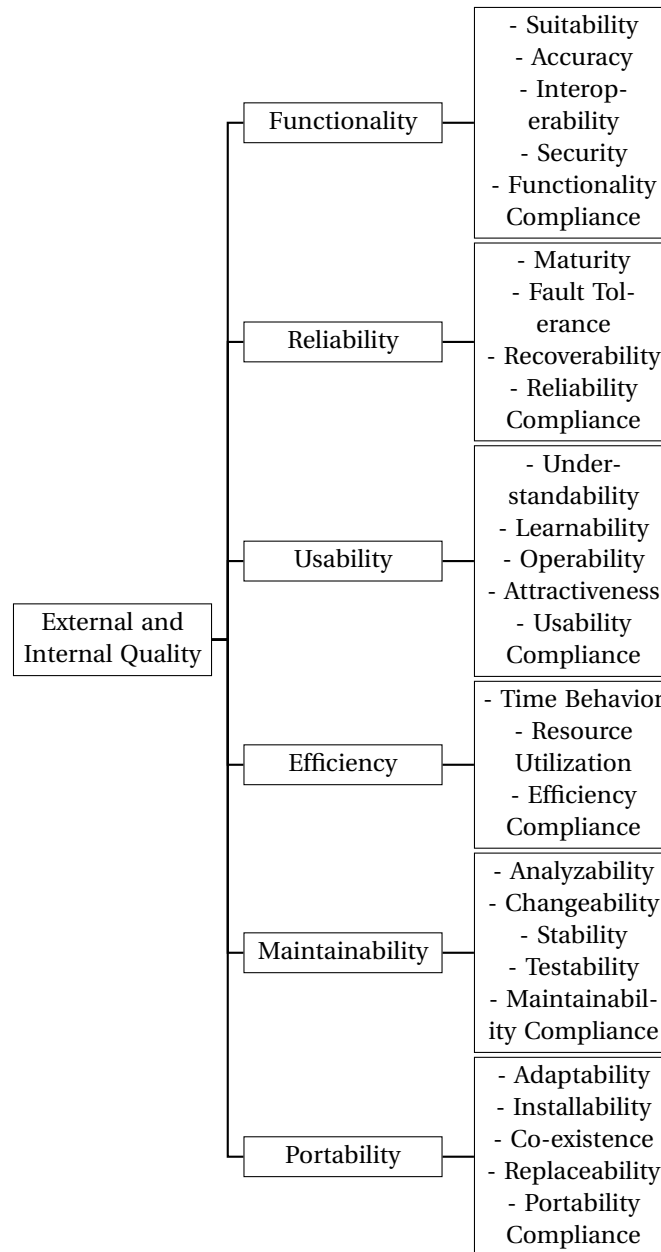 External and
Internal Quality
Functionality
- Suitability
- Accuracy
- Interop-
erability
- Security
- Functionality
Compliance
Reliability
- Maturity
- Fault Tol-
erance
- Recoverability
- Reliability
Compliance
Usability
- Under-
standability
- Learnability
- Operability
- Attractiveness
- Usability
Compliance
Efficiency
- Time Behavior
- Resource
Utilization
- Efficiency
Compliance
Maintainability
- Analyzability
- Changeability
- Stability
- Testability
- Maintainabil-
ity Compliance
Portability
- Adaptability
- Installability
- Co-existence
- Replaceability
- Portability
Compliance